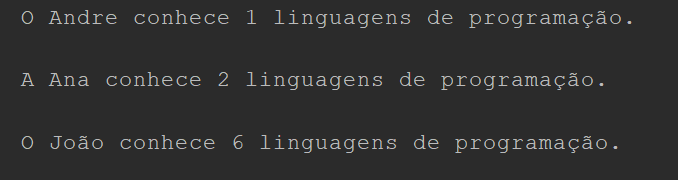 O Andre conhece 1 linguagens de programação.
A Ana conhece 2 linguagens de programação.
O João conhece 6 linguagens de programação.